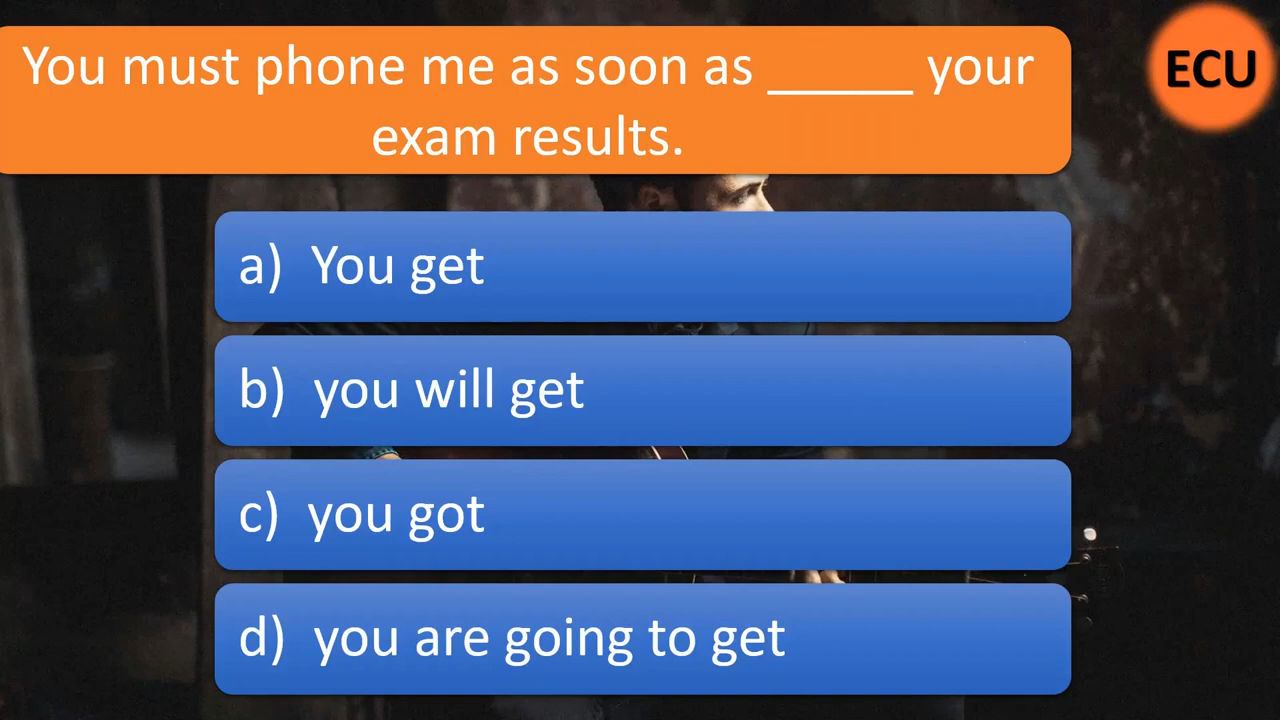 You must phone me as soon as ______ your
exam results.
ECU
a) You get
b) you will get
c) you got
d) you are going to get